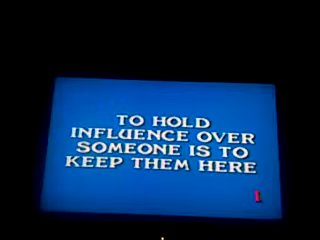 TO HOLD
INFLUENCE OVER
SOMEONE IS TO
KEEP THEM HERE